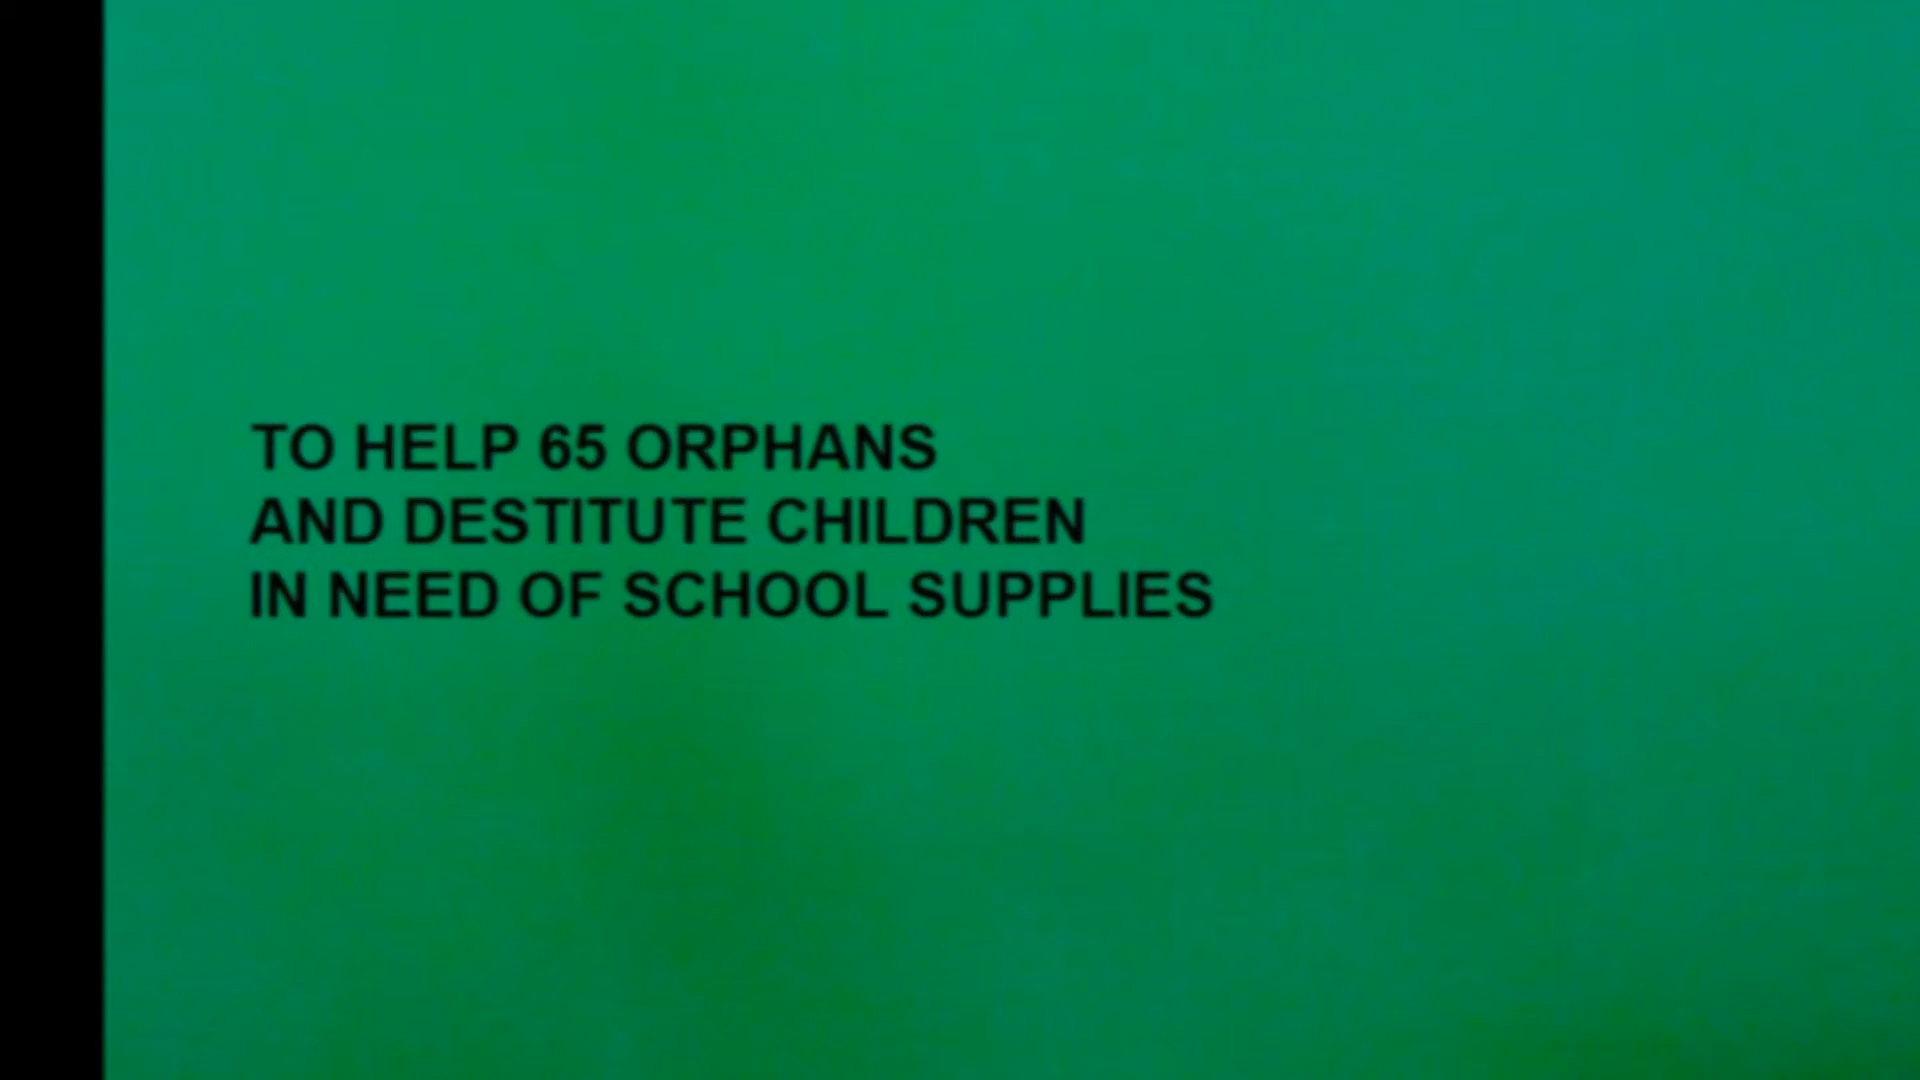 TO HELP 65 ORPHANS
AND DESTITUTE CHILDREN
IN NEED OF SCHOOL SUPPLIES